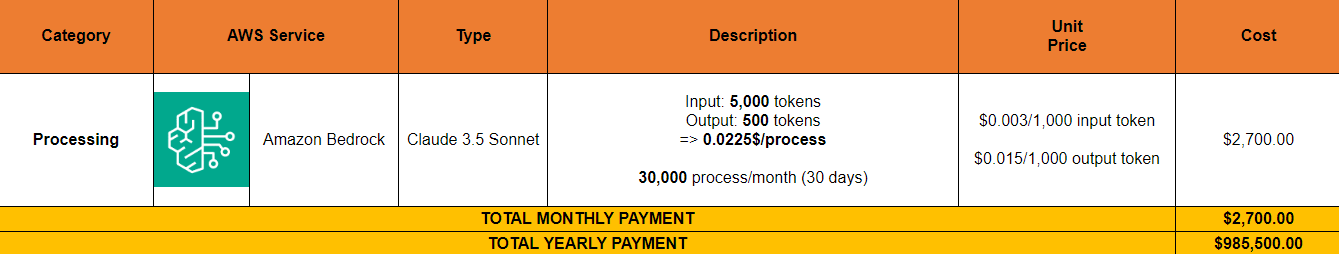 Category
AWS Service
Type
Description
Unit
Price
Cost
Processing
Amazon Bedrock
Claude 3.5 Sonnet
Input: 5,000 tokens
Output: 500 tokens
=> 0.0225$/process
30,000 process/month (30 days)
$0.003/1,000 input token
$0.015/1,000 output token
$2,700.00
TOTAL MONTHLY PAYMENT
$2,700.00
TOTAL YEARLY PAYMENT
$985,500.00